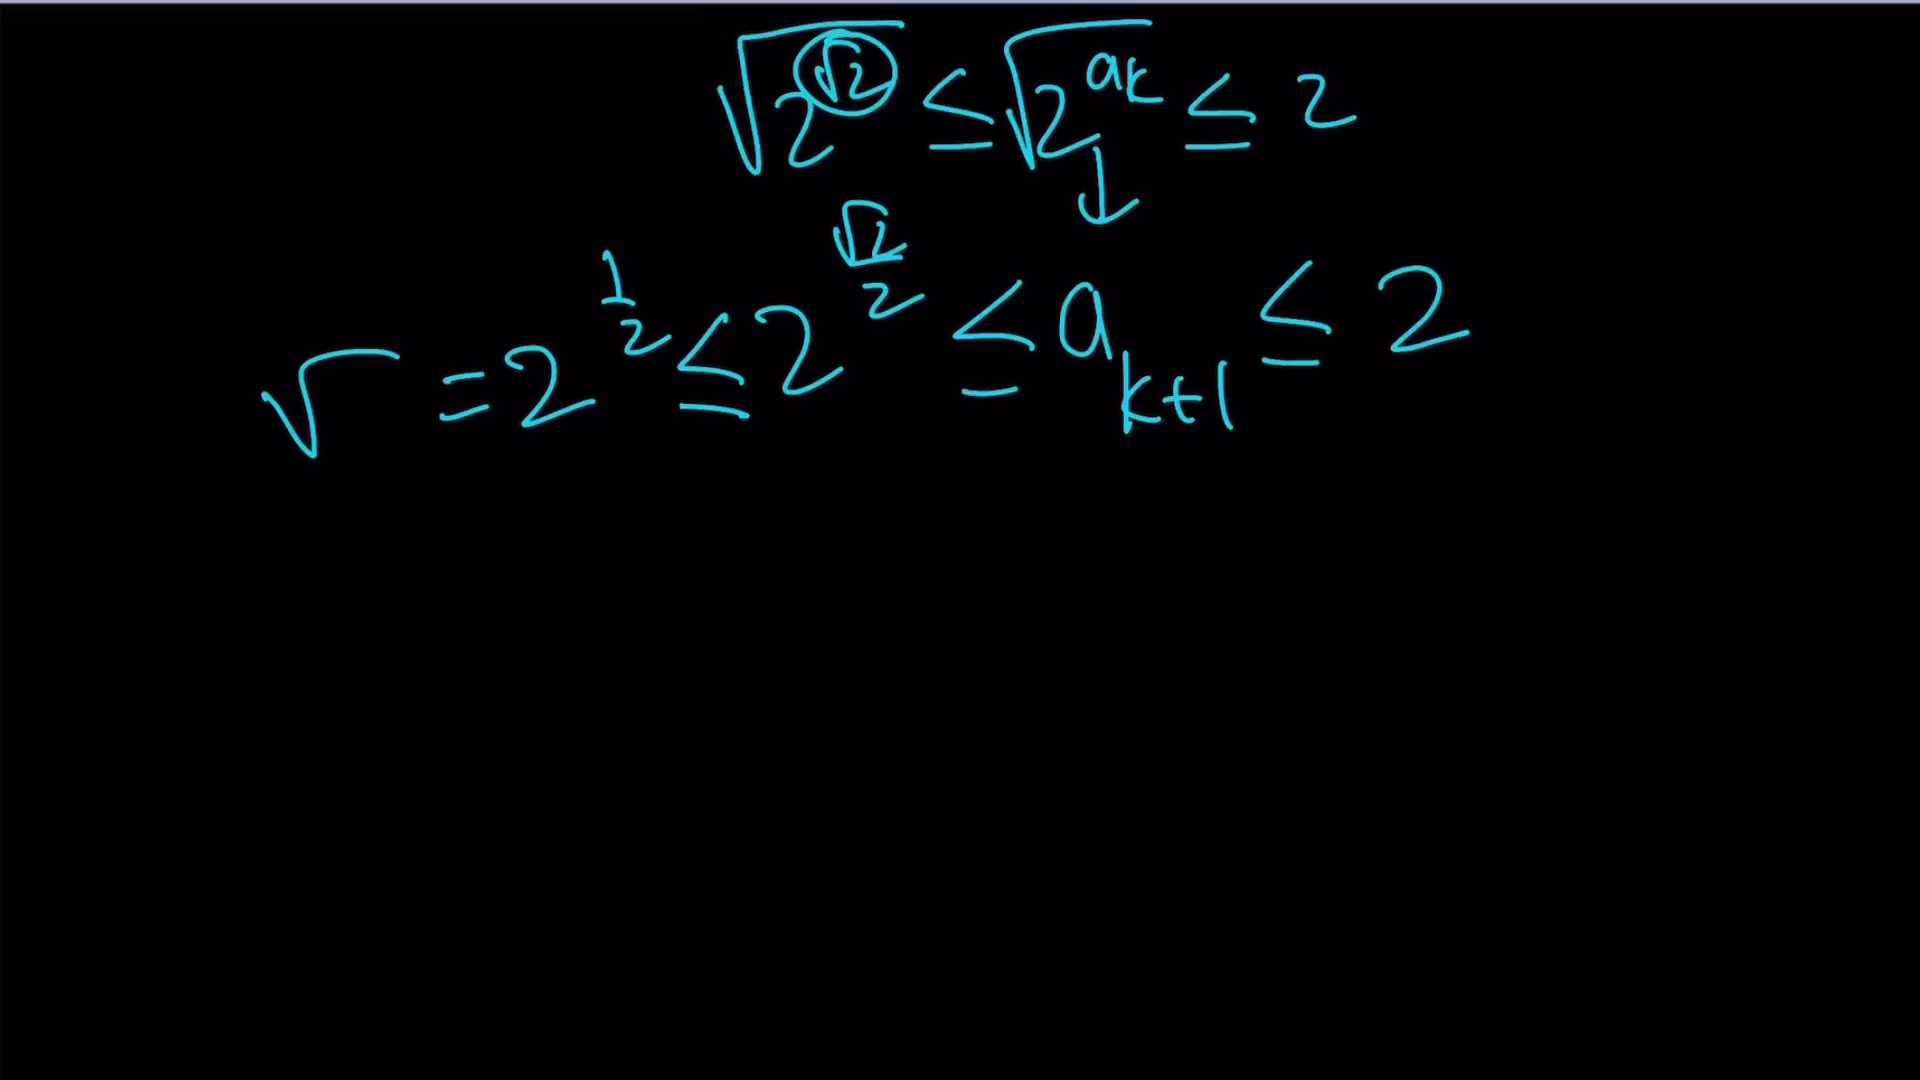 √(2^√2) ≤ √(2^(a_k)) ≤ 2
↓
√ = 2^(1/2) ≤ 2^(√2/2) ≤ a_(k+1) ≤ 2